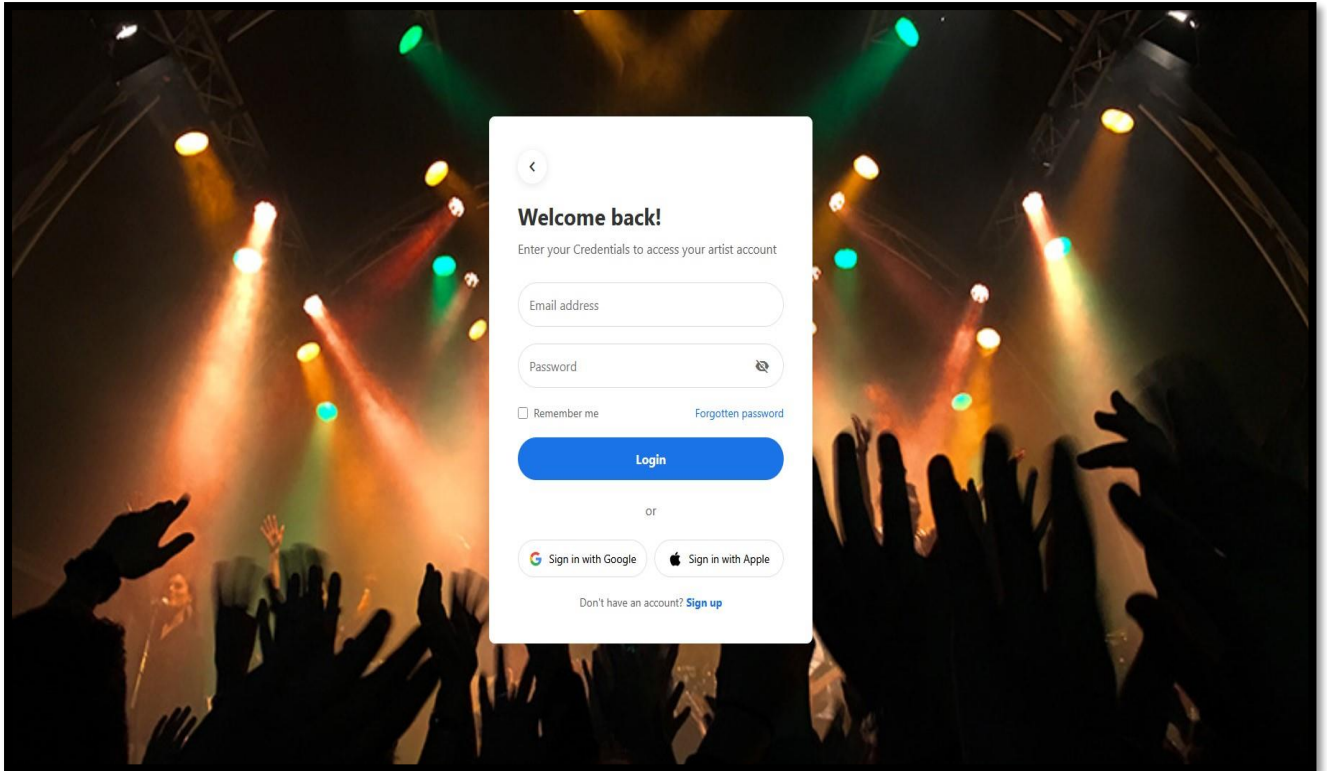 Welcome back!
Enter your Credentials to access your artist account
Email address
Password
Remember me
Forgotten password
Login
or
Sign in with Google
Sign in with Apple
Don't have an account? Sign up